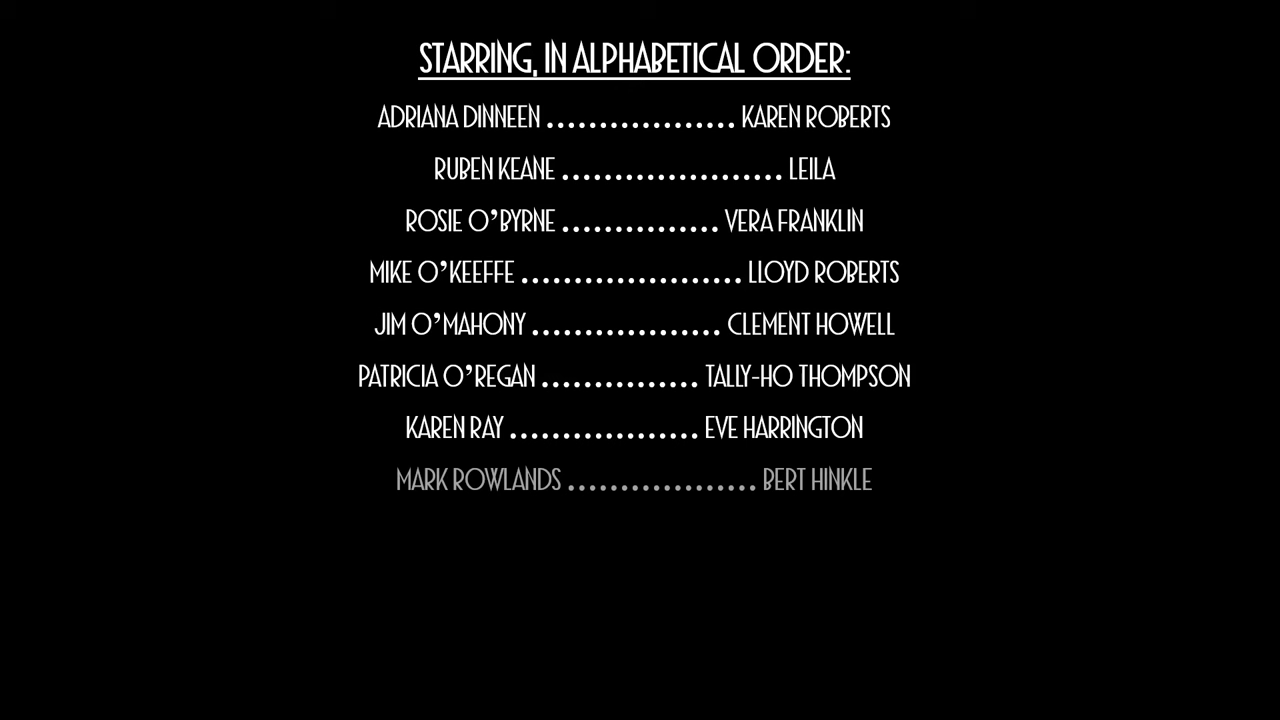 STARRING, IN ALPHABETICAL ORDER:
ADRIANA DINNEEN .................. KAREN ROBERTS
RUBEN KEANE ..................... LEILA
ROSIE O'BYRNE ............... VERA FRANKLIN
MIKE O'KEEFFE ..................... LLOYD ROBERTS
JIM O'MAHONY .................. CLEMENT HOWELL
PATRICIA O'REGAN ............... TALLY-HO THOMPSON
KAREN RAY .................. EVE HARRINGTON
MARK ROWLANDS .................. BERT HINKLE